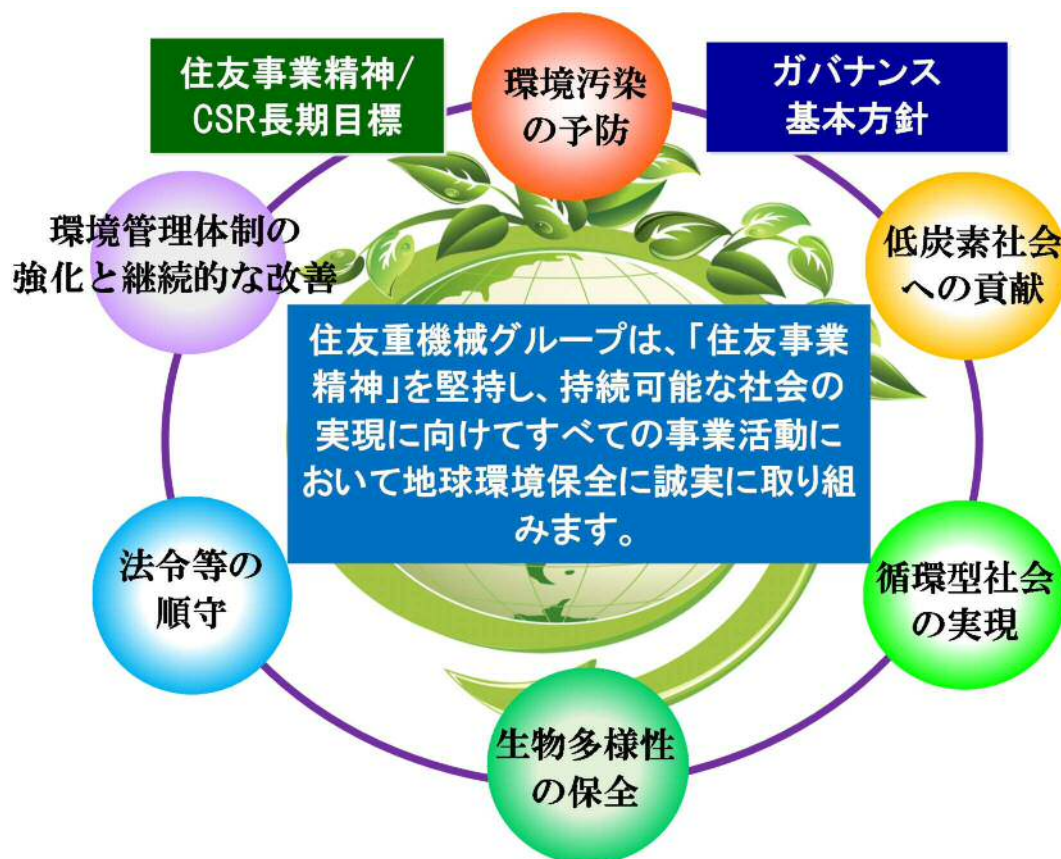 住友事業精神/
CSR長期目標
環境汚染
の予防
ガバナンス
基本方針
環境管理体制の
強化と継続的な改善
低炭素社会
への貢献
住友重機械グループは、「住友事業
精神」を堅持し、持続可能な社会の
実現に向けてすべての事業活動に
おいて地球環境保全に誠実に取り組
みます。
法令等の
順守
循環型社会
の実現
生物多様性
の保全